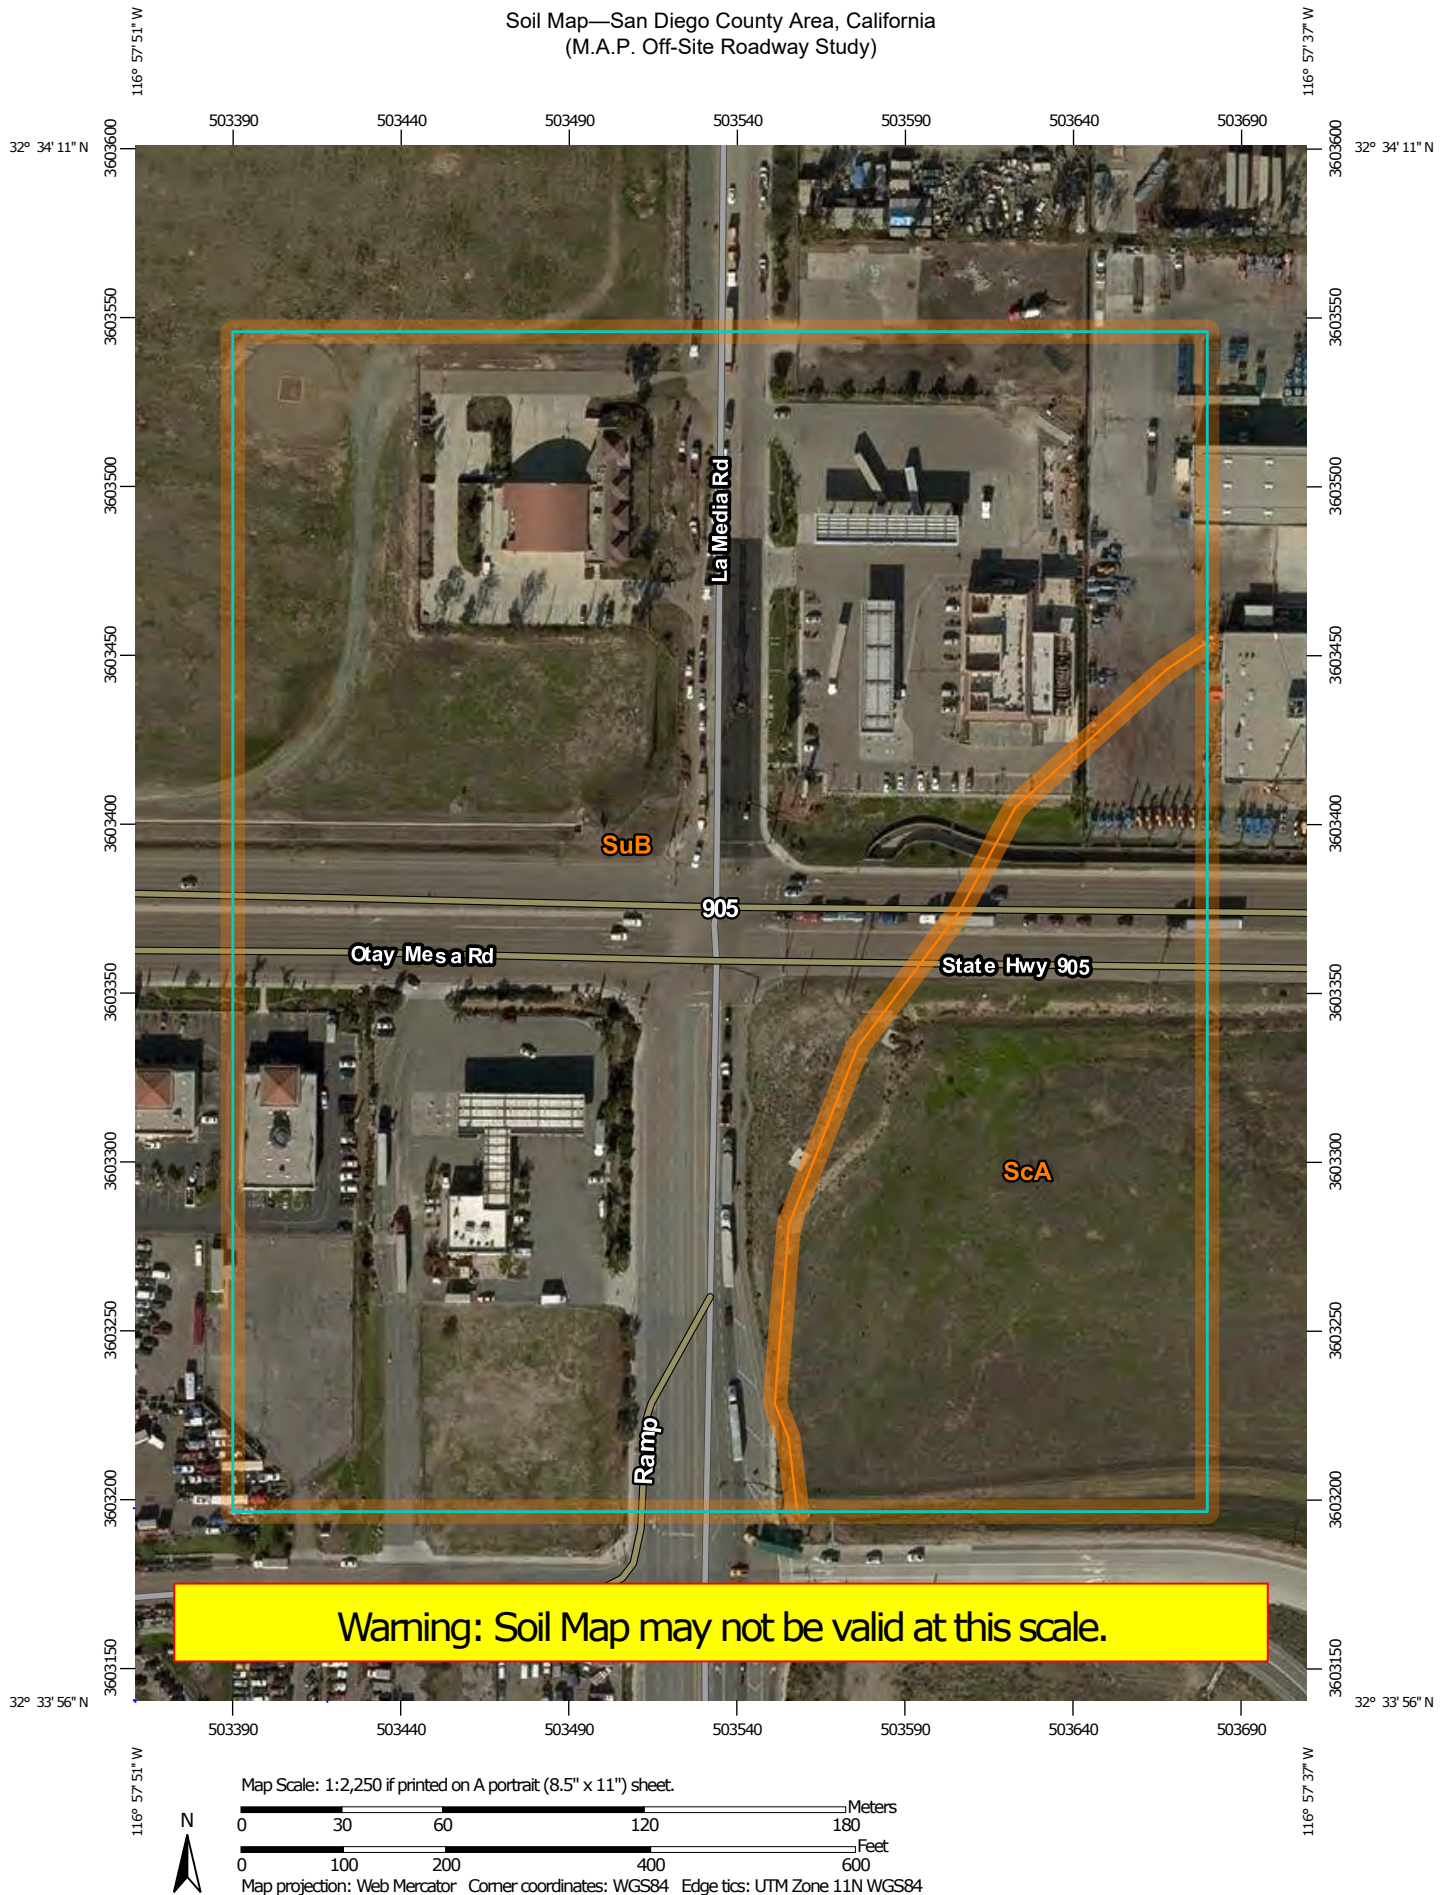 Soil Map—San Diego County Area, California
(M.A.P. Off-Site Roadway Study)
116° 57' 51" W
116° 57' 37" W
503390 503440 503490 503540 503590 503640 503690
32° 34' 11" N
32° 34' 11" N
3603600
3603600
3603550
3603550
3603500
3603500
La Media Rd
3603450
3603450
3603400
3603400
SuB
905
Otay Mesa Rd
State Hwy 905
3603350
3603350
3603300
3603300
ScA
3603250
3603250
Ramp
3603200
3603200
Warning: Soil Map may not be valid at this scale.
3603150
3603150
32° 33' 56" N
32° 33' 56" N
503390 503440 503490 503540 503590 503640 503690
116° 57' 51" W
116° 57' 37" W
Map Scale: 1:2,250 if printed on A portrait (8.5" x 11") sheet.
Meters
0 30 60 120 180
N
Feet
0 100 200 400 600
Map projection: Web Mercator Corner coordinates: WGS84 Edge tics: UTM Zone 11N WGS84